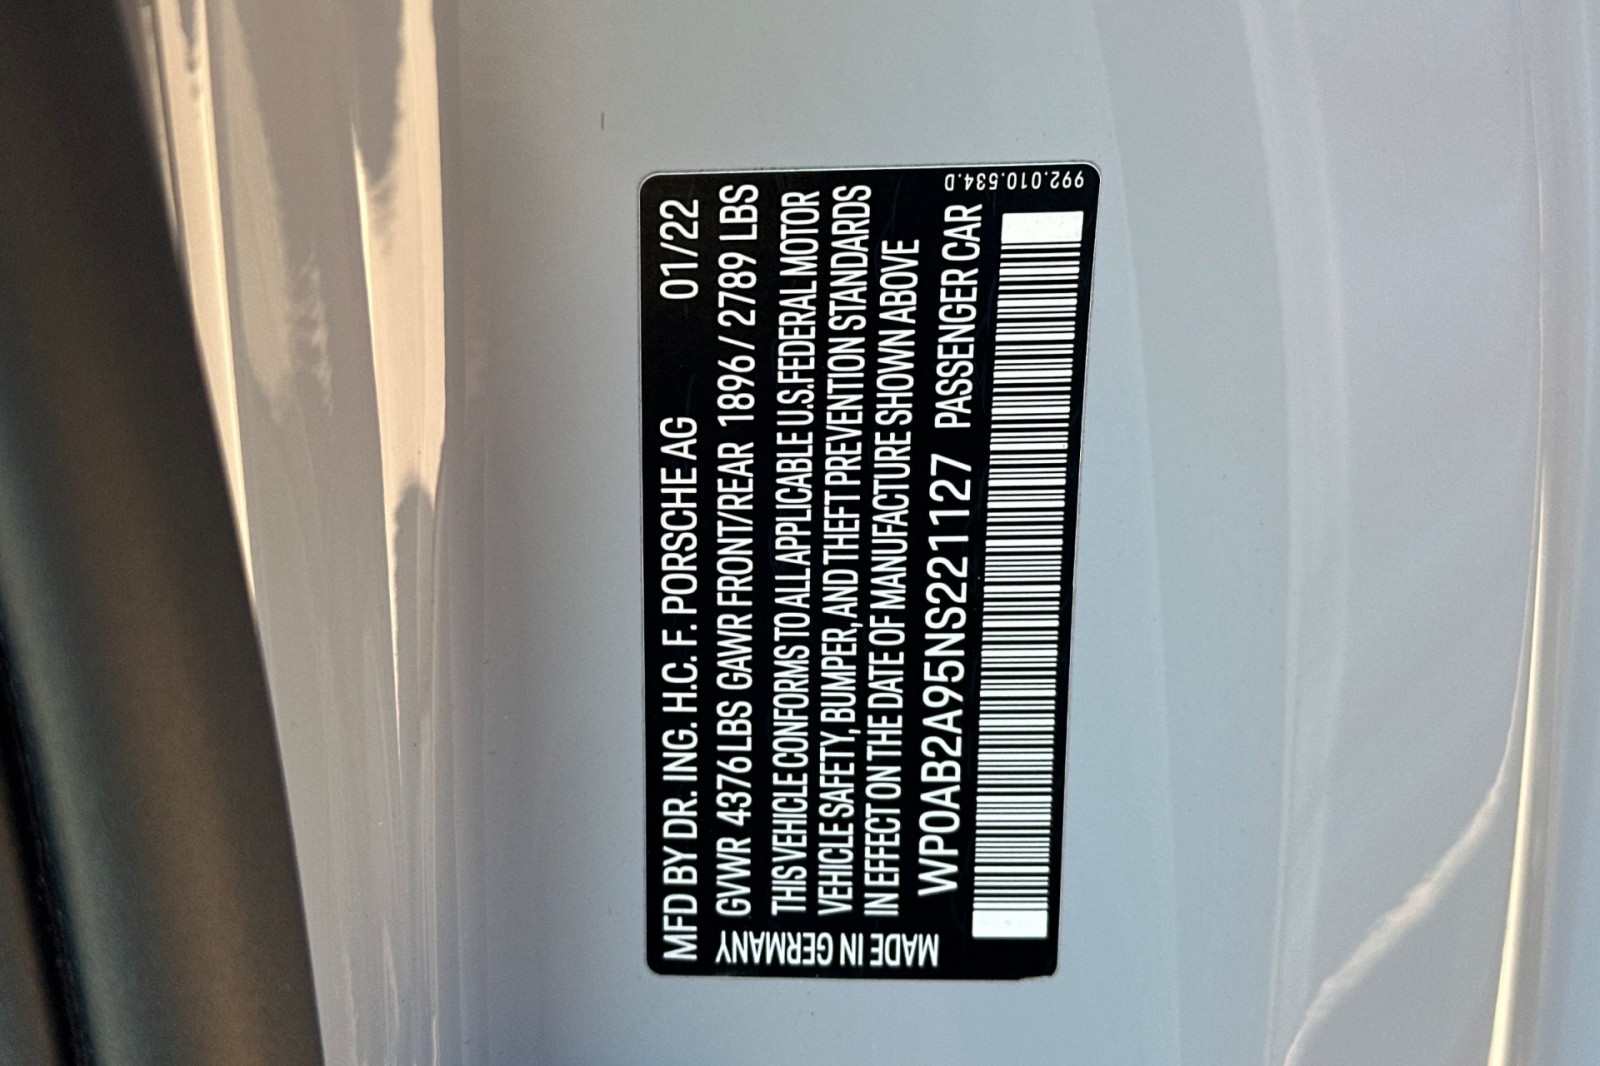 MFD BY DR. ING. H.C. F. PORSCHE AG 01/22
GVWR 4376 LBS GAWR FRONT/REAR 1896 / 2789 LBS
THIS VEHICLE CONFORMS TO ALL APPLICABLE U.S. FEDERAL MOTOR
VEHICLE SAFETY, BUMPER, AND THEFT PREVENTION STANDARDS
IN EFFECT ON THE DATE OF MANUFACTURE SHOWN ABOVE
WP0AB2A95NS221127 PASSENGER CAR
MADE IN GERMANY
992.010.534.D